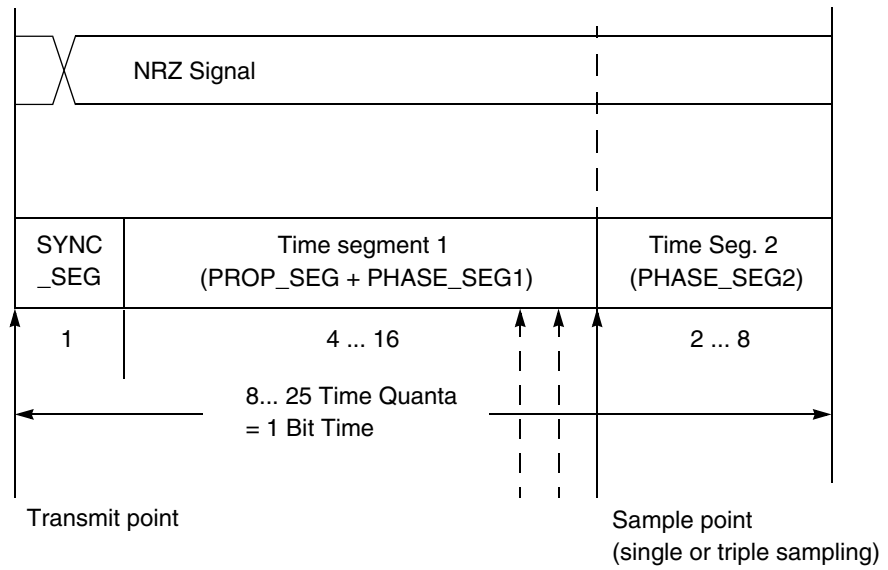 NRZ Signal
SYNC
_SEG
Time segment 1
(PROP_SEG + PHASE_SEG1)
Time Seg. 2
(PHASE_SEG2)
1
4 ... 16
2 ... 8
8... 25 Time Quanta
= 1 Bit Time
Transmit point
Sample point
(single or triple sampling)